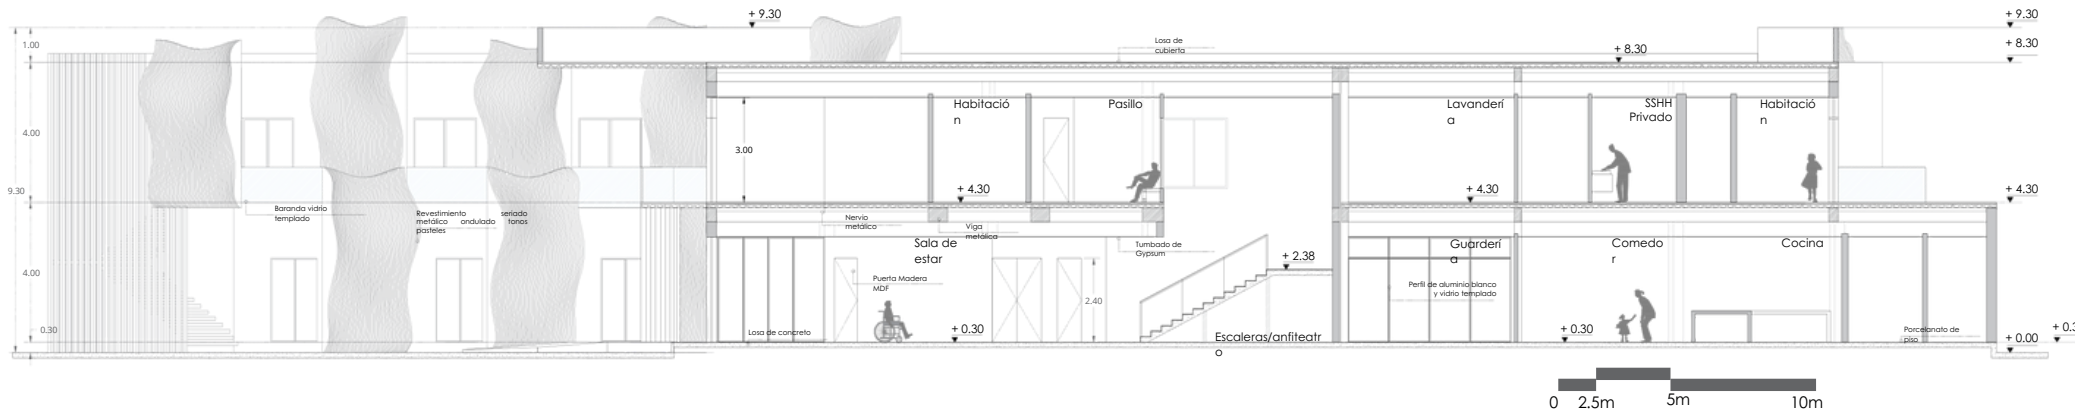 + 9.30
+ 9.30
1.00
Losa de
cubierta
+ 8.30
+ 8.30
Habitació
n
Pasillo
Lavanderí
a
SSHH
Privado
Habitació
n
4.00
3.00
9.30
+ 4.30
+ 4.30
+ 4.30
Baranda vidrio
templado
Revestimiento seriado
metálico ondulado tonos
pasteles
Nervio
metálico
Viga
metálica
Sala de
estar
Tumbado de
Gypsum
Guarderí
a
Comedo
r
Cocina
+ 2.38
4.00
Puerta Madera
MDF
Perfil de aluminio blanco
y vidrio templado
2.40
0.30
Losa de concreto
+ 0.30
Escaleras/anfiteatr
o
+ 0.30
Porcelanato de
piso
+ 0.00
+ 0.3
0 2.5m 5m 10m